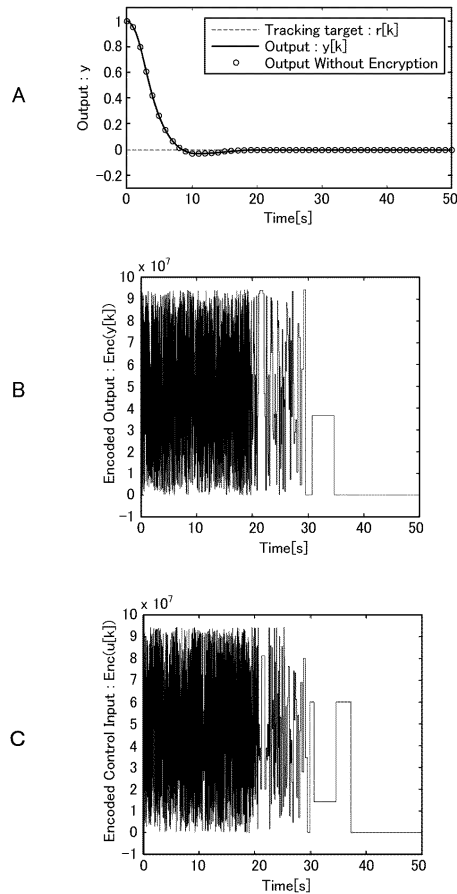 A
Output : y
1
0.8
0.6
0.4
0.2
0
-0.2
Tracking target : r[k]
Output : y[k]
Output Without Encryption
0 10 20 30 40 50
Time[s]
B
Encoded Output : Enc(y[k])
x 10^7
10
9
8
7
6
5
4
3
2
1
0
-1
0 10 20 30 40 50
Time[s]
C
Encoded Control Input : Enc(u[k])
x 10^7
10
9
8
7
6
5
4
3
2
1
0
-1
0 10 20 30 40 50
Time[s]